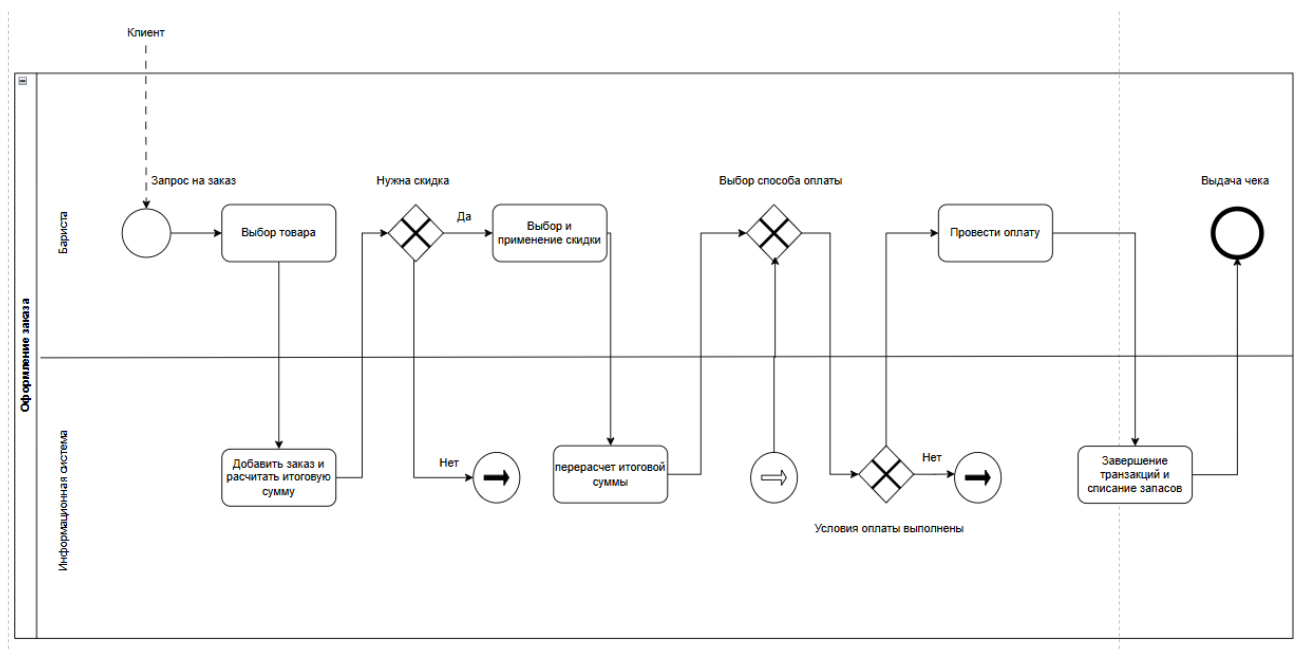 Клиент
Оформление заказа
Бариста
Запрос на заказ
Выбор товара
Нужна скидка
Да
Выбор и
применение скидки
Выбор способа оплаты
Провести оплату
Выдача чека
Информационная система
Добавить заказ и
расчитать итоговую
сумму
Нет
перерасчет итоговой
суммы
Условия оплаты выполнены
Нет
Завершение
транзакций и
списание запасов